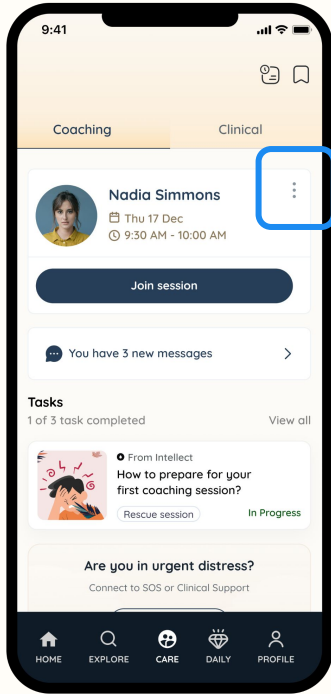 9:41
Coaching
Clinical
Nadia Simmons
Thu 17 Dec
9:30 AM - 10:00 AM
Join session
You have 3 new messages
Tasks
1 of 3 task completed
View all
From Intellect
How to prepare for your
first coaching session?
Rescue session
In Progress
Are you in urgent distress?
Connect to SOS or Clinical Support
HOME
EXPLORE
CARE
DAILY
PROFILE